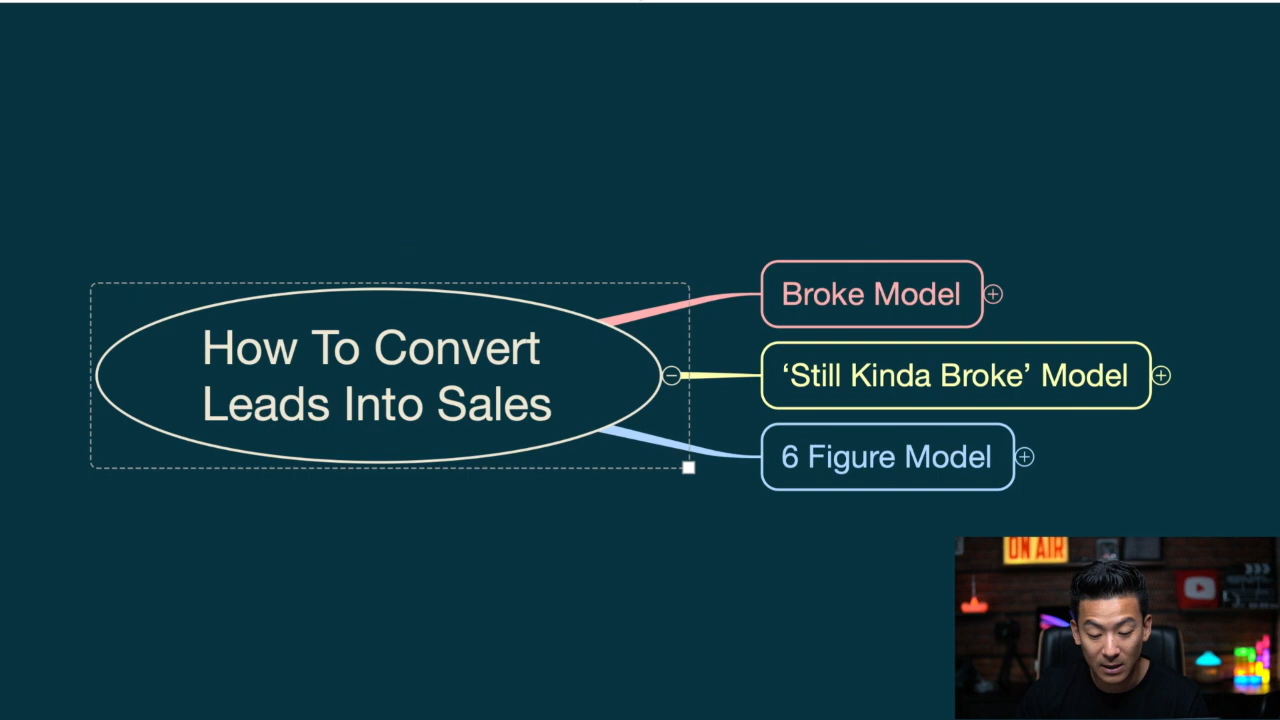 How To Convert
Leads Into Sales
Broke Model
‘Still Kinda Broke’ Model
6 Figure Model
ON AIR